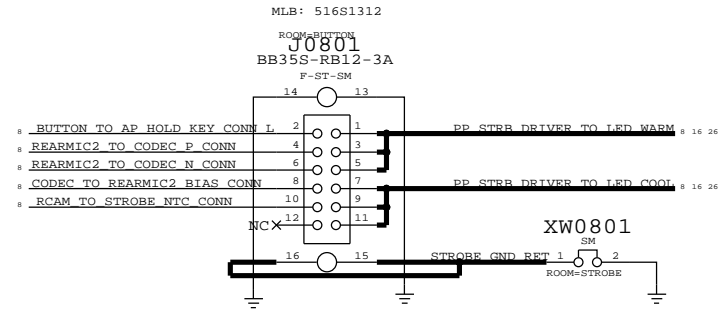 MLB: 516S1312
ROOM=BUTTON
J0801
BB35S-RB12-3A
F-ST-SM
14 13
8 BUTTON_TO_AP_HOLD_KEY_CONN_L 2 1 PP_STRB_DRIVER_TO_LED_WARM 8 16 26
8 REARMIC2_TO_CODEC_P_CONN 4 3
8 REARMIC2_TO_CODEC_N_CONN 6 5
8 CODEC_TO_REARMIC2_BIAS_CONN 8 7 PP_STRB_DRIVER_TO_LED_COOL 8 16 26
8 RCAM_TO_STROBE_NTC_CONN 10 9
NC 12 11
XW0801
SM
16 15 STROBE_GND_RET 1 2
ROOM=STROBE